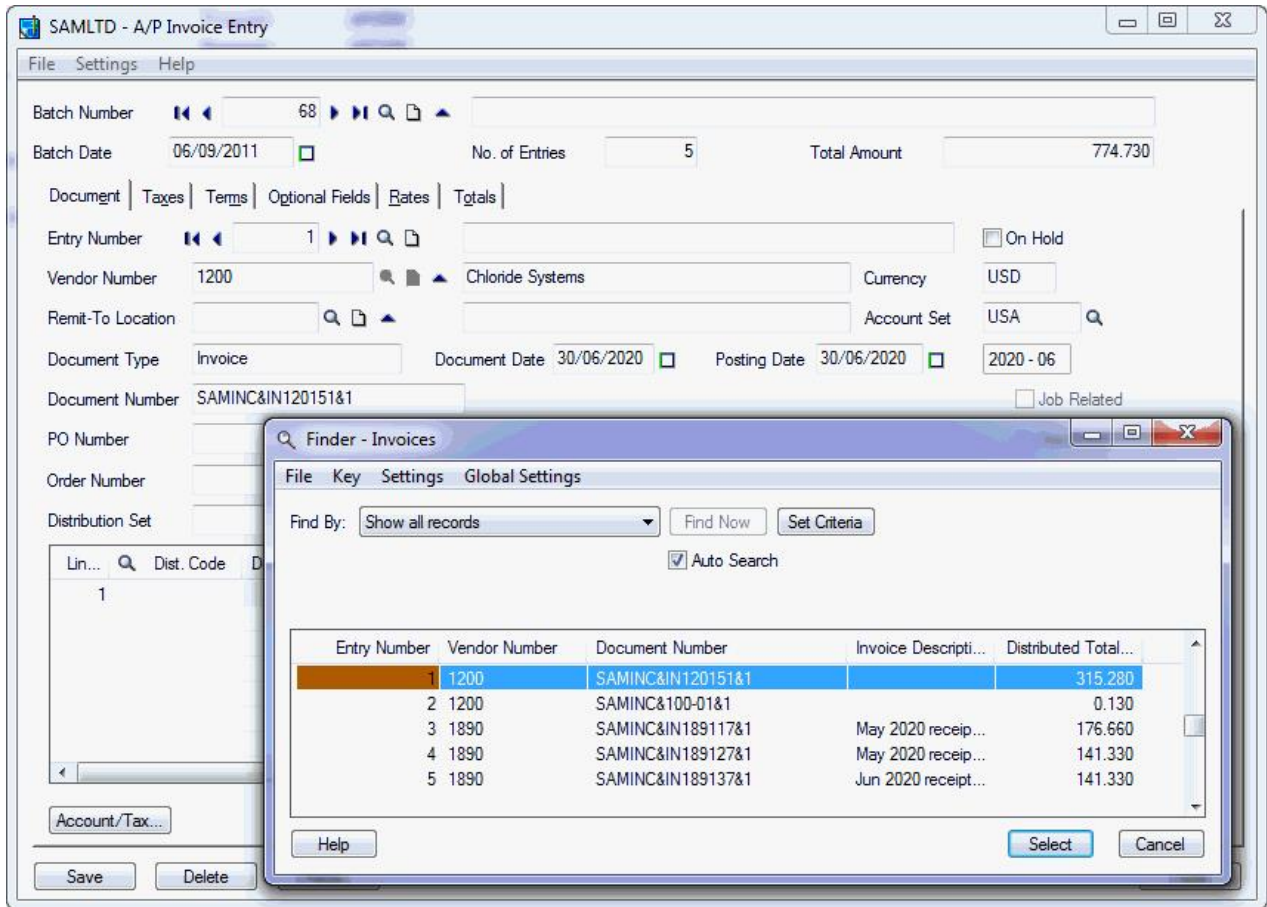 SAMLTD - A/P Invoice Entry
File Settings Help
Batch Number 68
Batch Date 06/09/2011 No. of Entries 5 Total Amount 774.730
Document Taxes Terms Optional Fields Rates Totals
Entry Number 1 On Hold
Vendor Number 1200 Chloride Systems Currency USD
Remit-To Location Account Set USA
Document Type Invoice Document Date 30/06/2020 Posting Date 30/06/2020 2020 - 06
Document Number SAMINC&IN120151&1 Job Related
PO Number
Order Number
Distribution Set
Lin... Dist. Code D
1
Account/Tax...
Save Delete
Finder - Invoices
File Key Settings Global Settings
Find By: Show all records Find Now Set Criteria
Auto Search
Entry Number Vendor Number Document Number Invoice Descripti... Distributed Total...
1 1200 SAMINC&IN120151&1 315.280
2 1200 SAMINC&100-01&1 0.130
3 1890 SAMINC&IN189117&1 May 2020 receip... 176.660
4 1890 SAMINC&IN189127&1 May 2020 receip... 141.330
5 1890 SAMINC&IN189137&1 Jun 2020 receipt... 141.330
Help Select Cancel